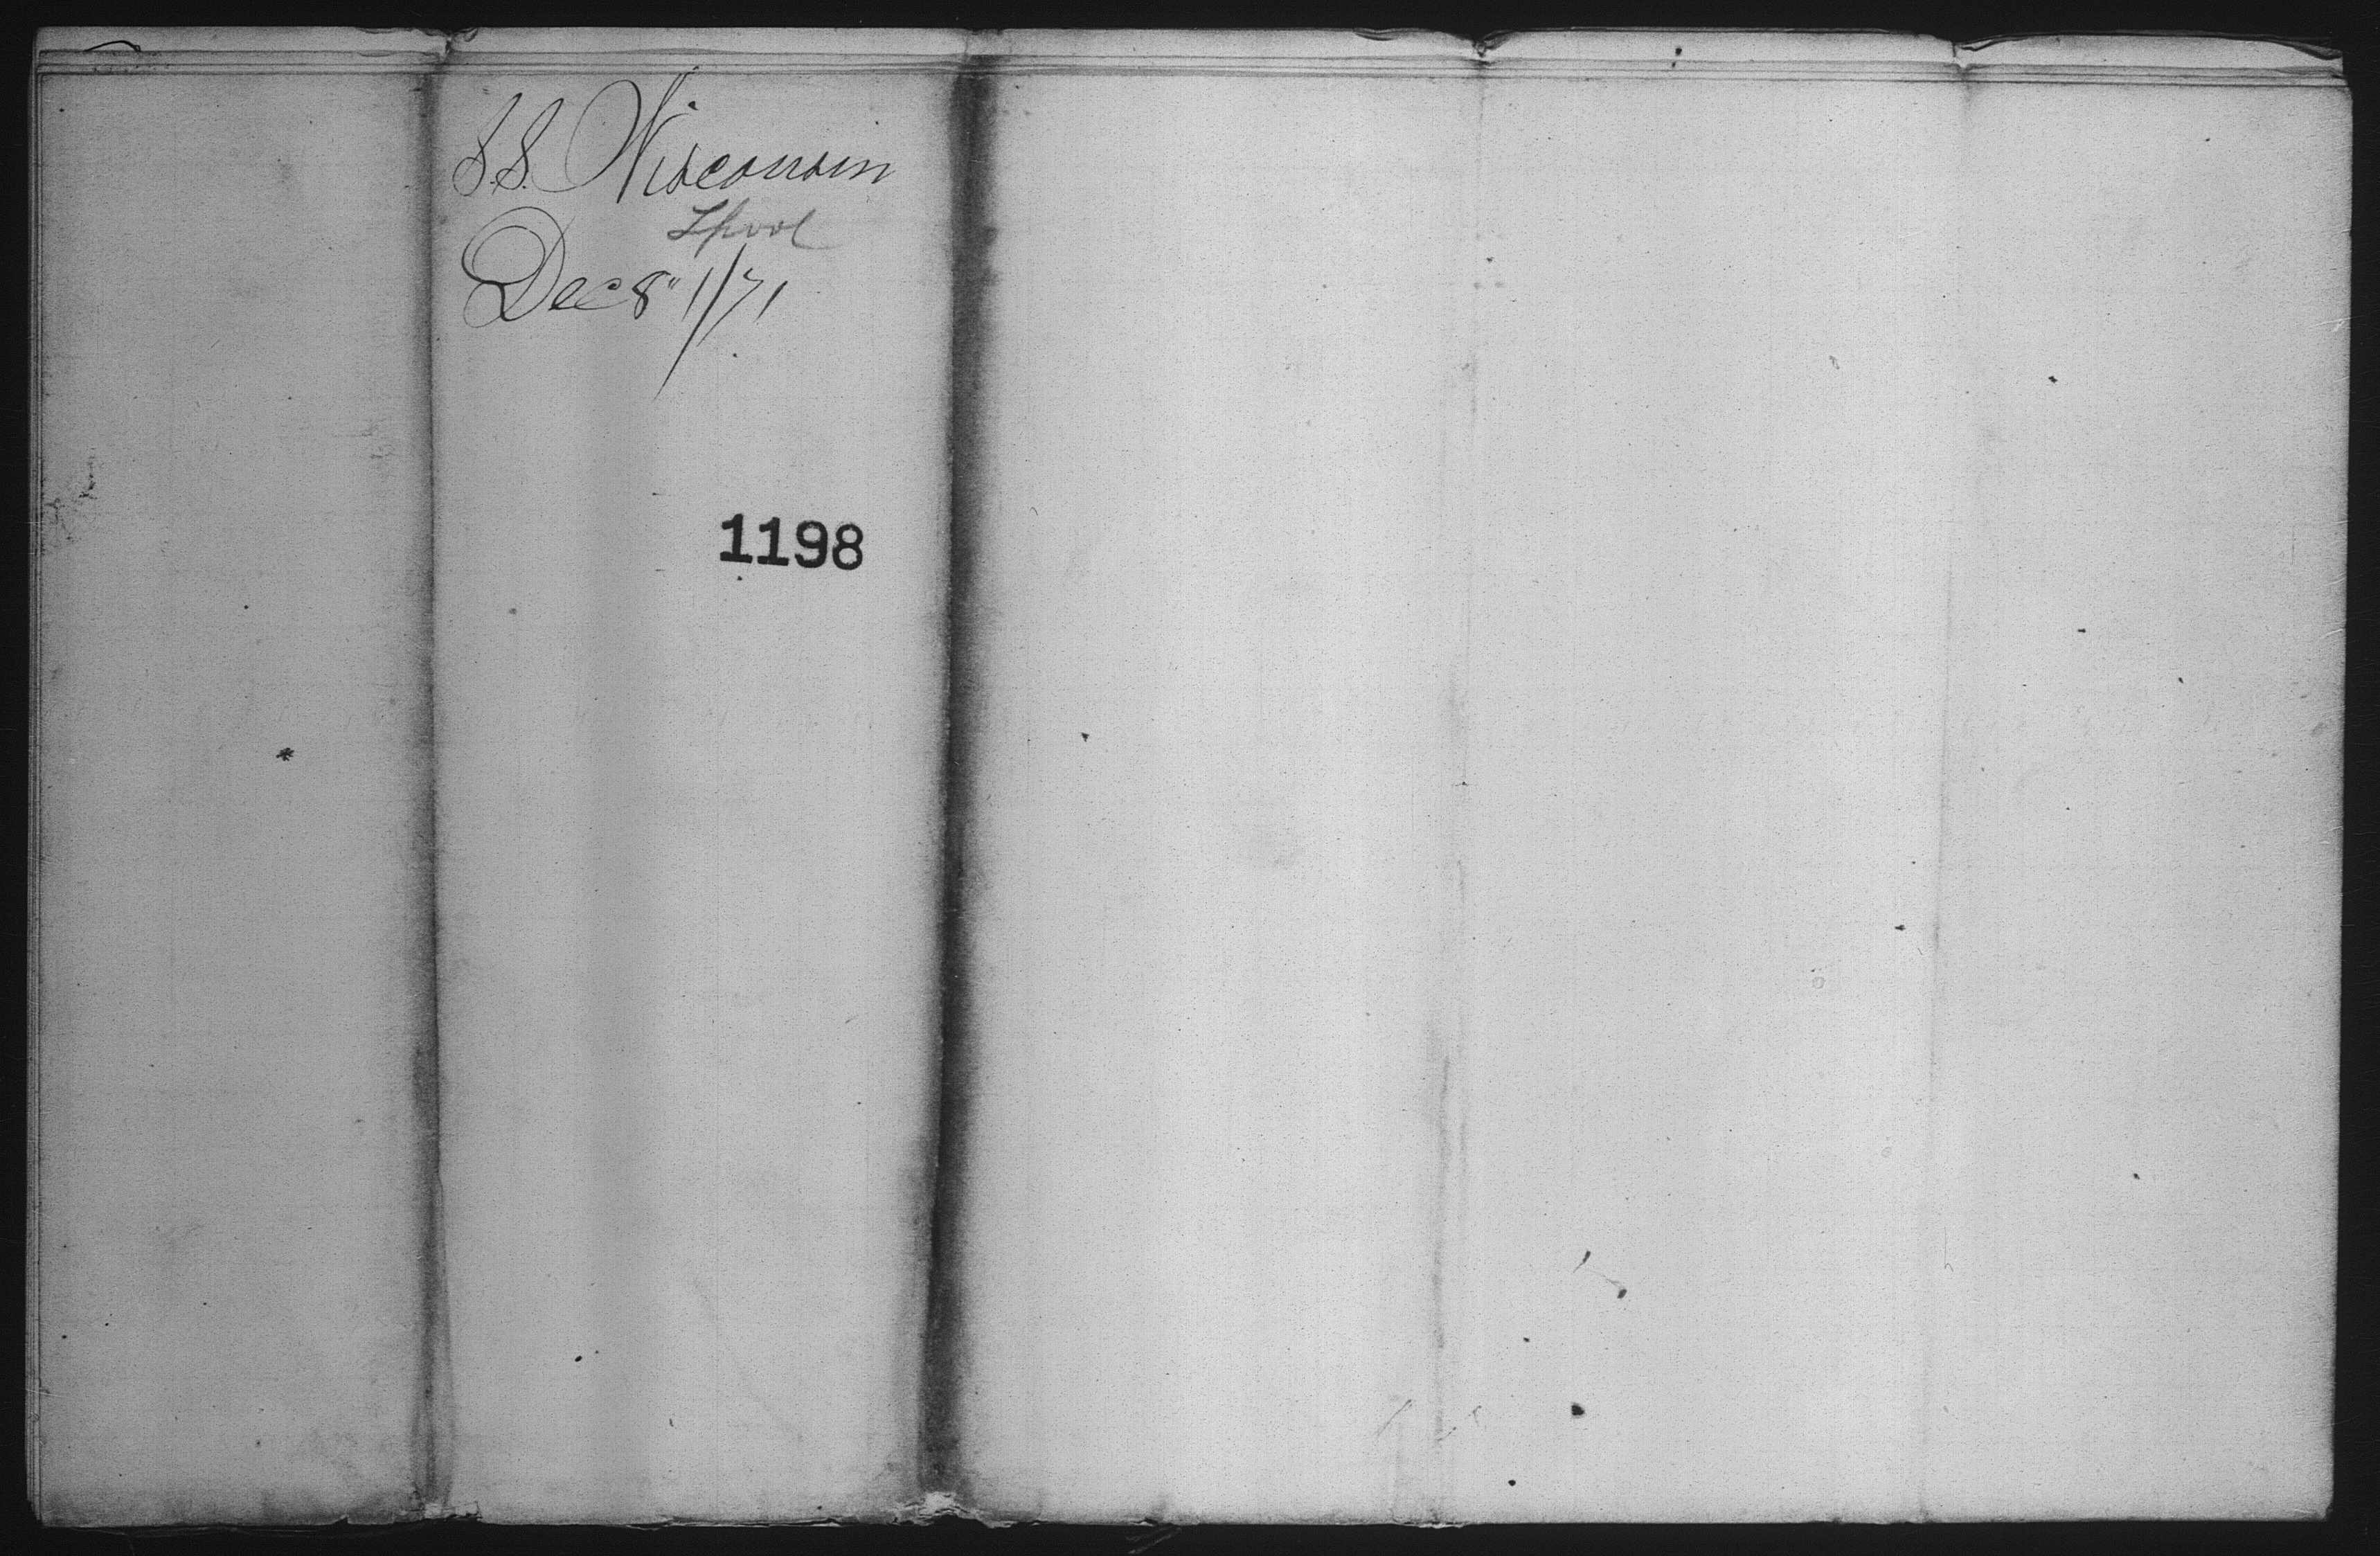 S.S. Wisconsin
Lpool
Dec 8" 1/71
1198